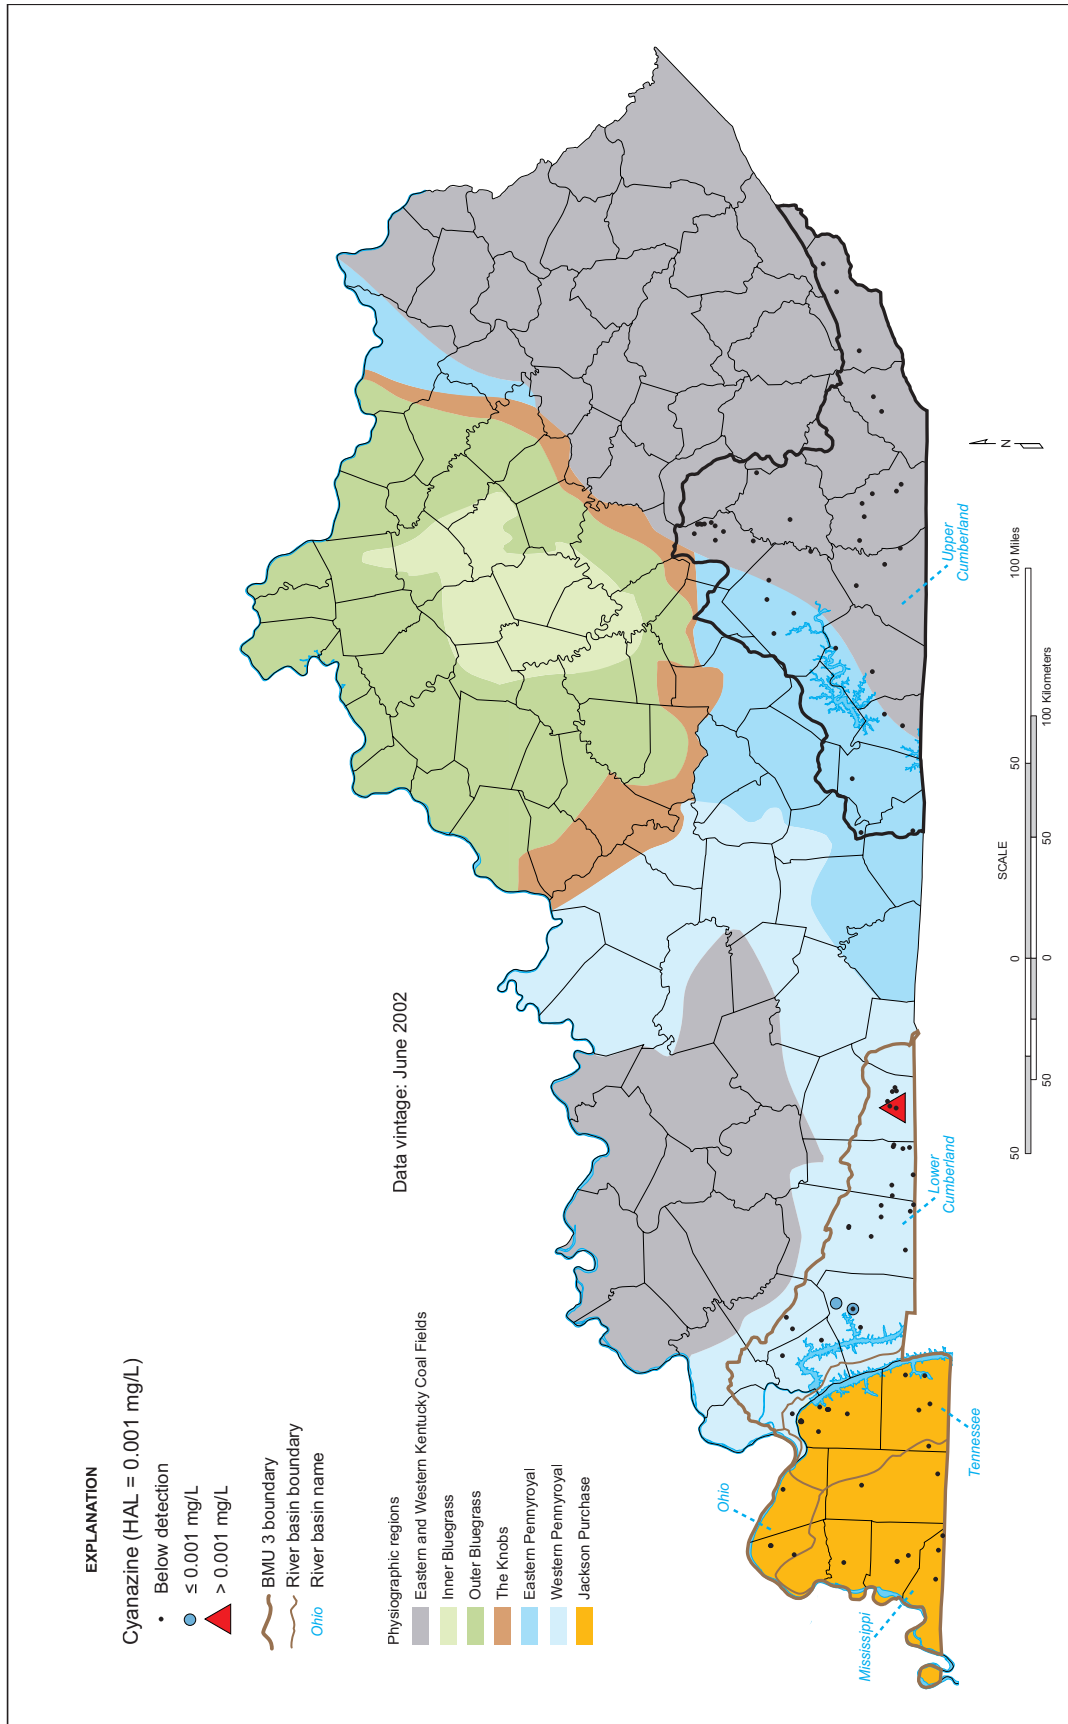 EXPLANATION
Cyanazine (HAL = 0.001 mg/L)
Below detection
≤ 0.001 mg/L
> 0.001 mg/L
BMU 3 boundary
River basin boundary
Ohio River basin name
Physiographic regions
Eastern and Western Kentucky Coal Fields
Inner Bluegrass
Outer Bluegrass
The Knobs
Eastern Pennyroyal
Western Pennyroyal
Jackson Purchase
Data vintage: June 2002
Ohio
Mississippi
Tennessee
Lower
Cumberland
Upper
Cumberland
N
SCALE
50 0 50 100 Miles
50 0 50 100 Kilometers